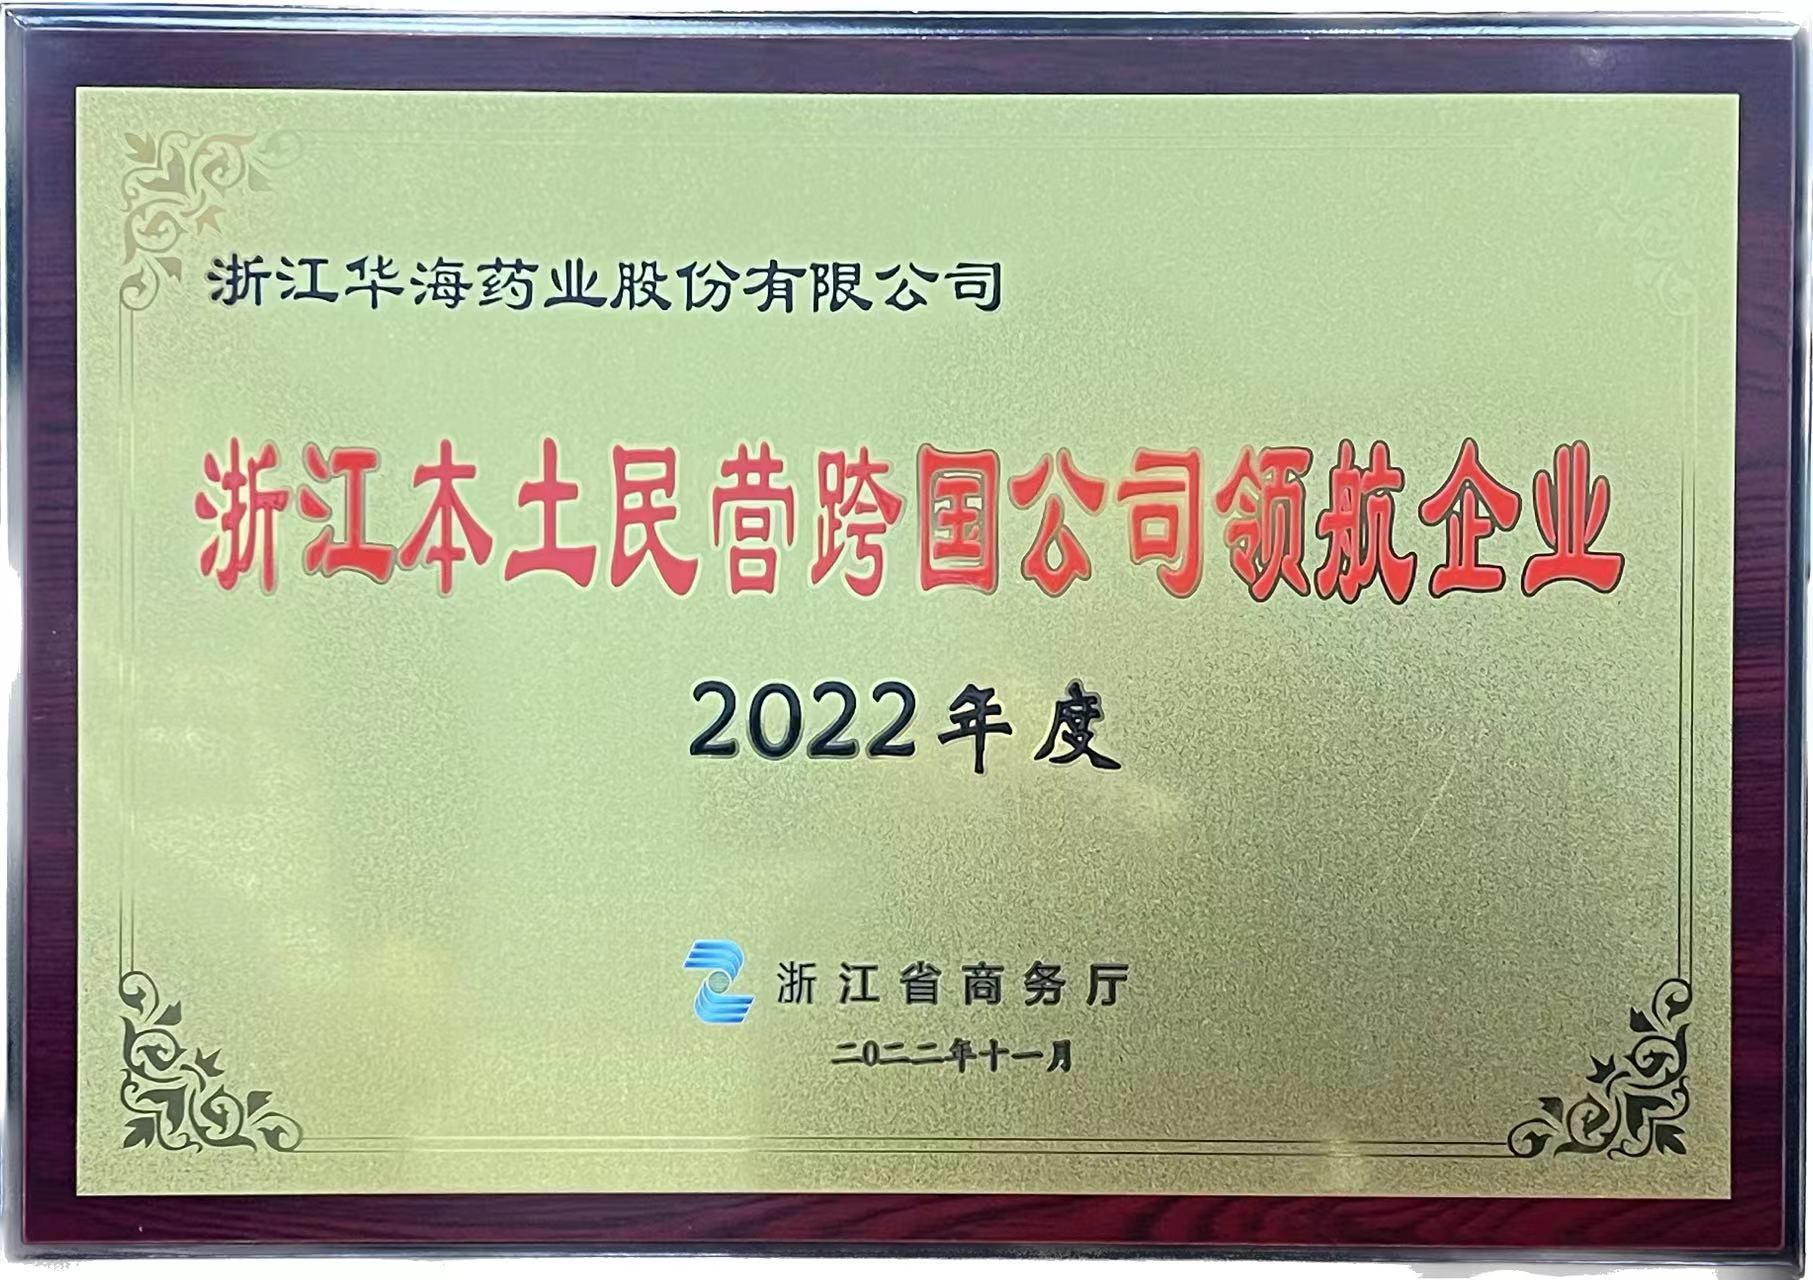 浙江华海药业股份有限公司
浙江本土民营跨国公司领航企业
2022年度
浙江省商务厅
二0二二年十一月